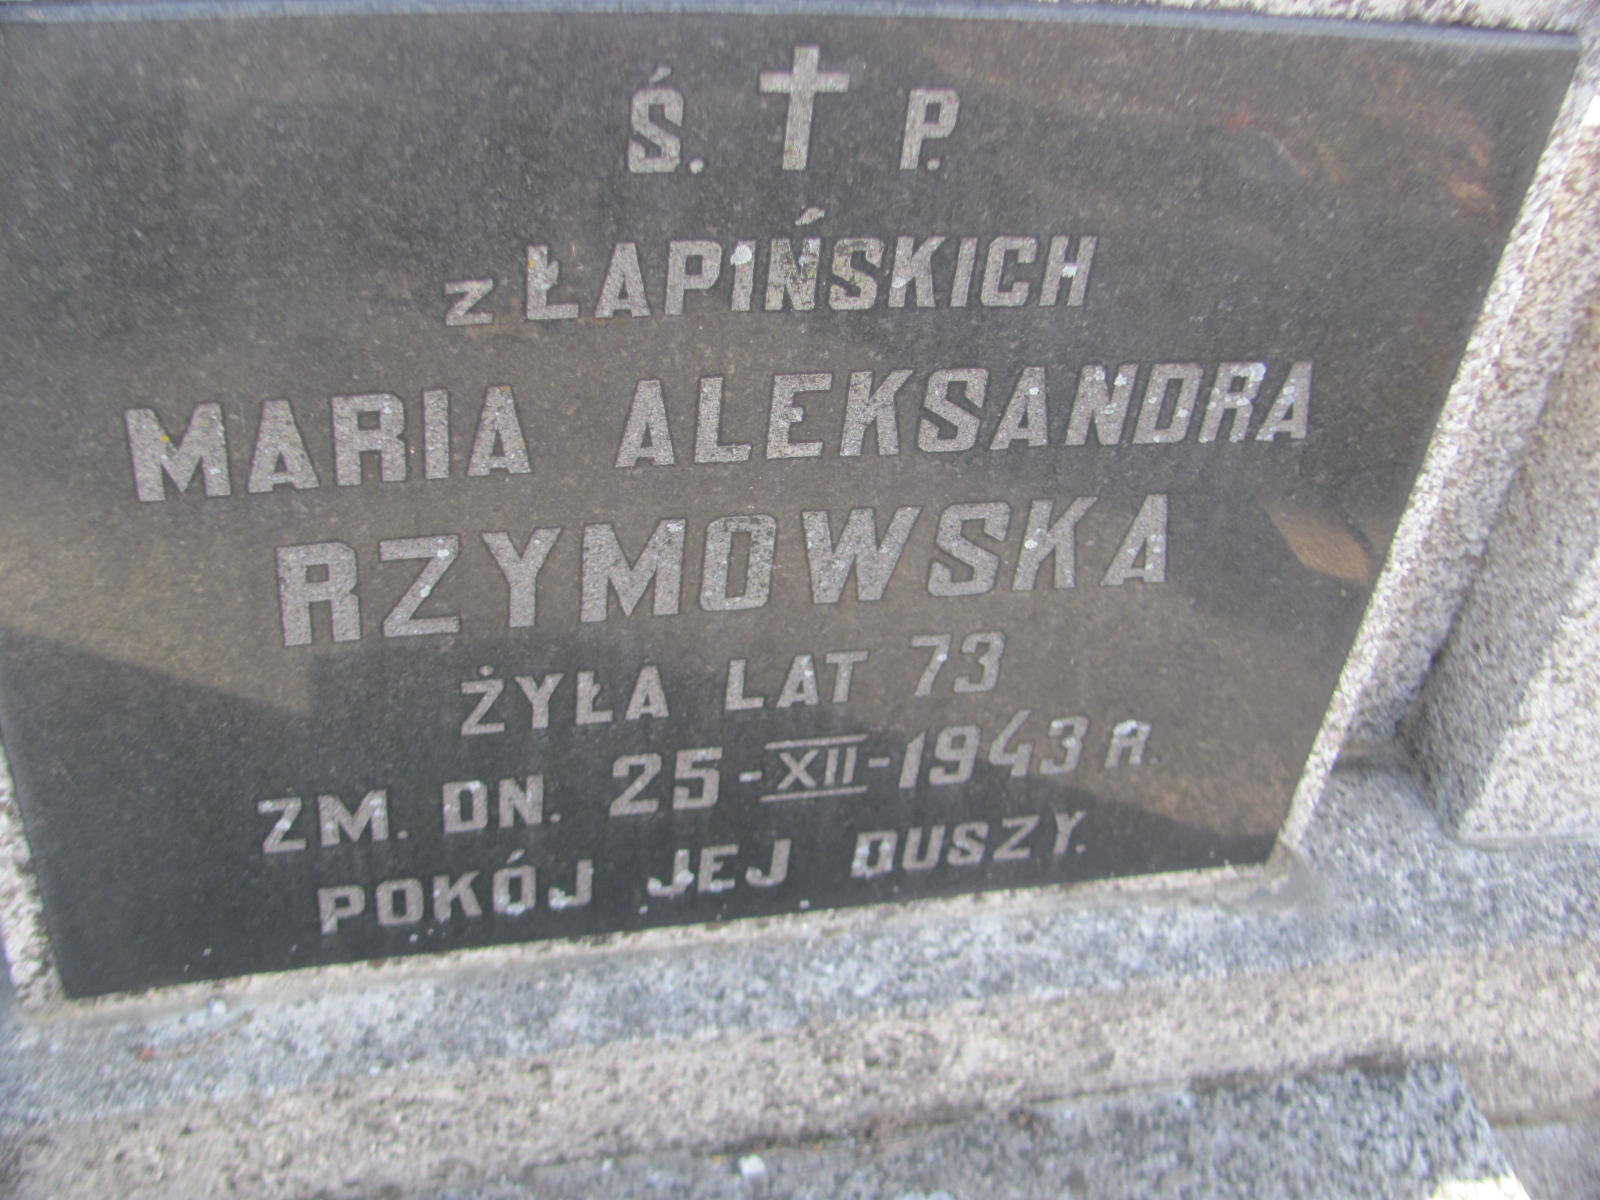 Ś. P.
z ŁAPIŃSKICH
MARIA ALEKSANDRA
RZYMOWSKA
ŻYŁA LAT 73
ZM. DN. 25-XII-1943 R.
POKÓJ JEJ DUSZY.